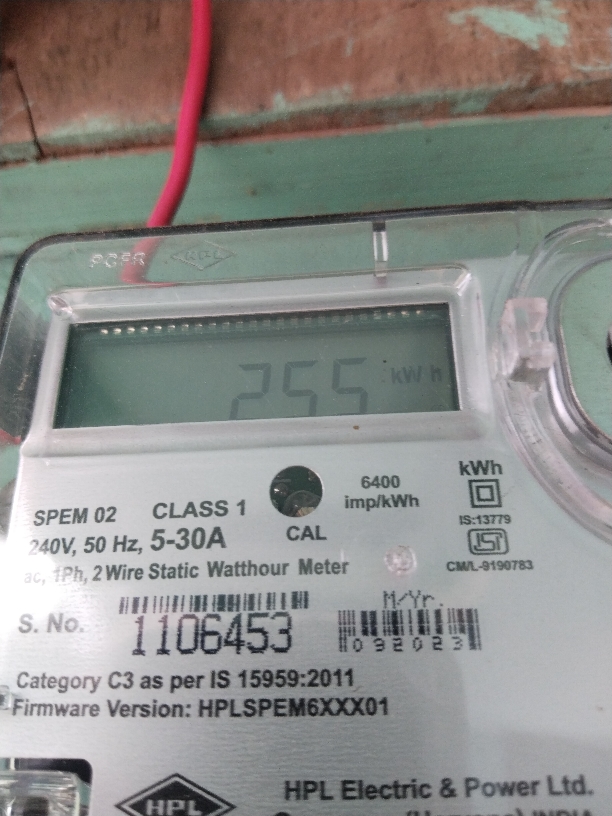 HPL
255 kWh
SPEM 02 CLASS 1
CAL
6400
imp/kWh
kWh
IS:13779
ISI
CM/L-9190783
240V, 50 Hz, 5-30A
ac, 1Ph, 2 Wire Static Watthour Meter
S. No. 1106453
M/Yr.
092023
Category C3 as per IS 15959:2011
Firmware Version: HPLSPEM6XXX01
HPL
HPL Electric & Power Ltd.